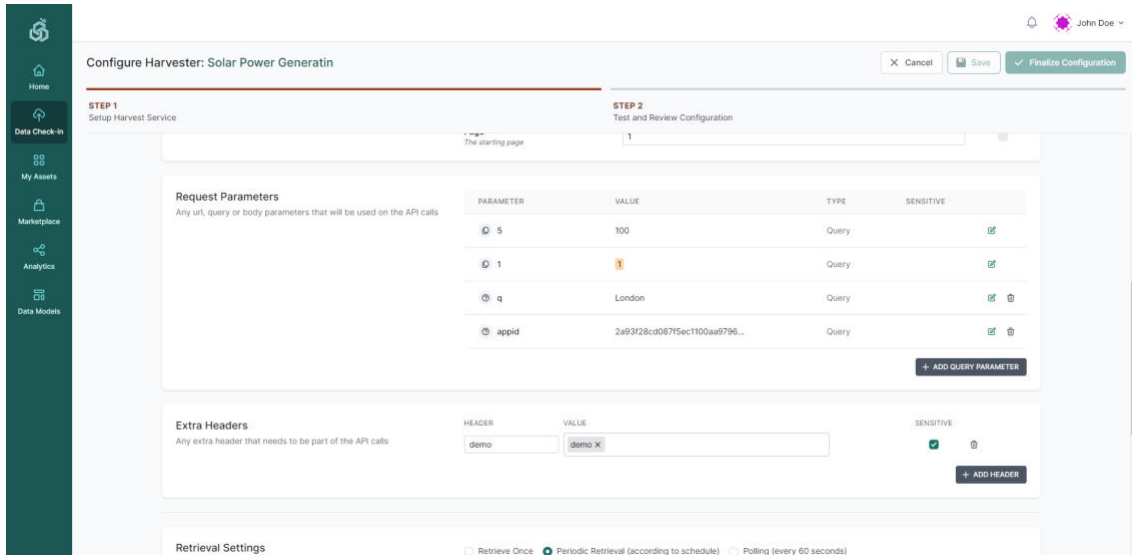 John Doe
Configure Harvester: Solar Power Generatin
Cancel
Save
Finalize Configuration
STEP 1
Setup Harvest Service
STEP 2
Test and Review Configuration
Home
Data Check-in
My Assets
Marketplace
Analytics
Data Models
Page
The starting page
1
Request Parameters
Any url, query or body parameters that will be used on the API calls
PARAMETER VALUE TYPE SENSITIVE
5 100 Query
1 1 Query
q London Query
appid 2a93f28cd087f5ec1100aa9796... Query
+ ADD QUERY PARAMETER
Extra Headers
Any extra header that needs to be part of the API calls
HEADER VALUE SENSITIVE
demo demo ×
+ ADD HEADER
Retrieval Settings
Retrieve Once Periodic Retrieval (according to schedule) Polling (every 60 seconds)